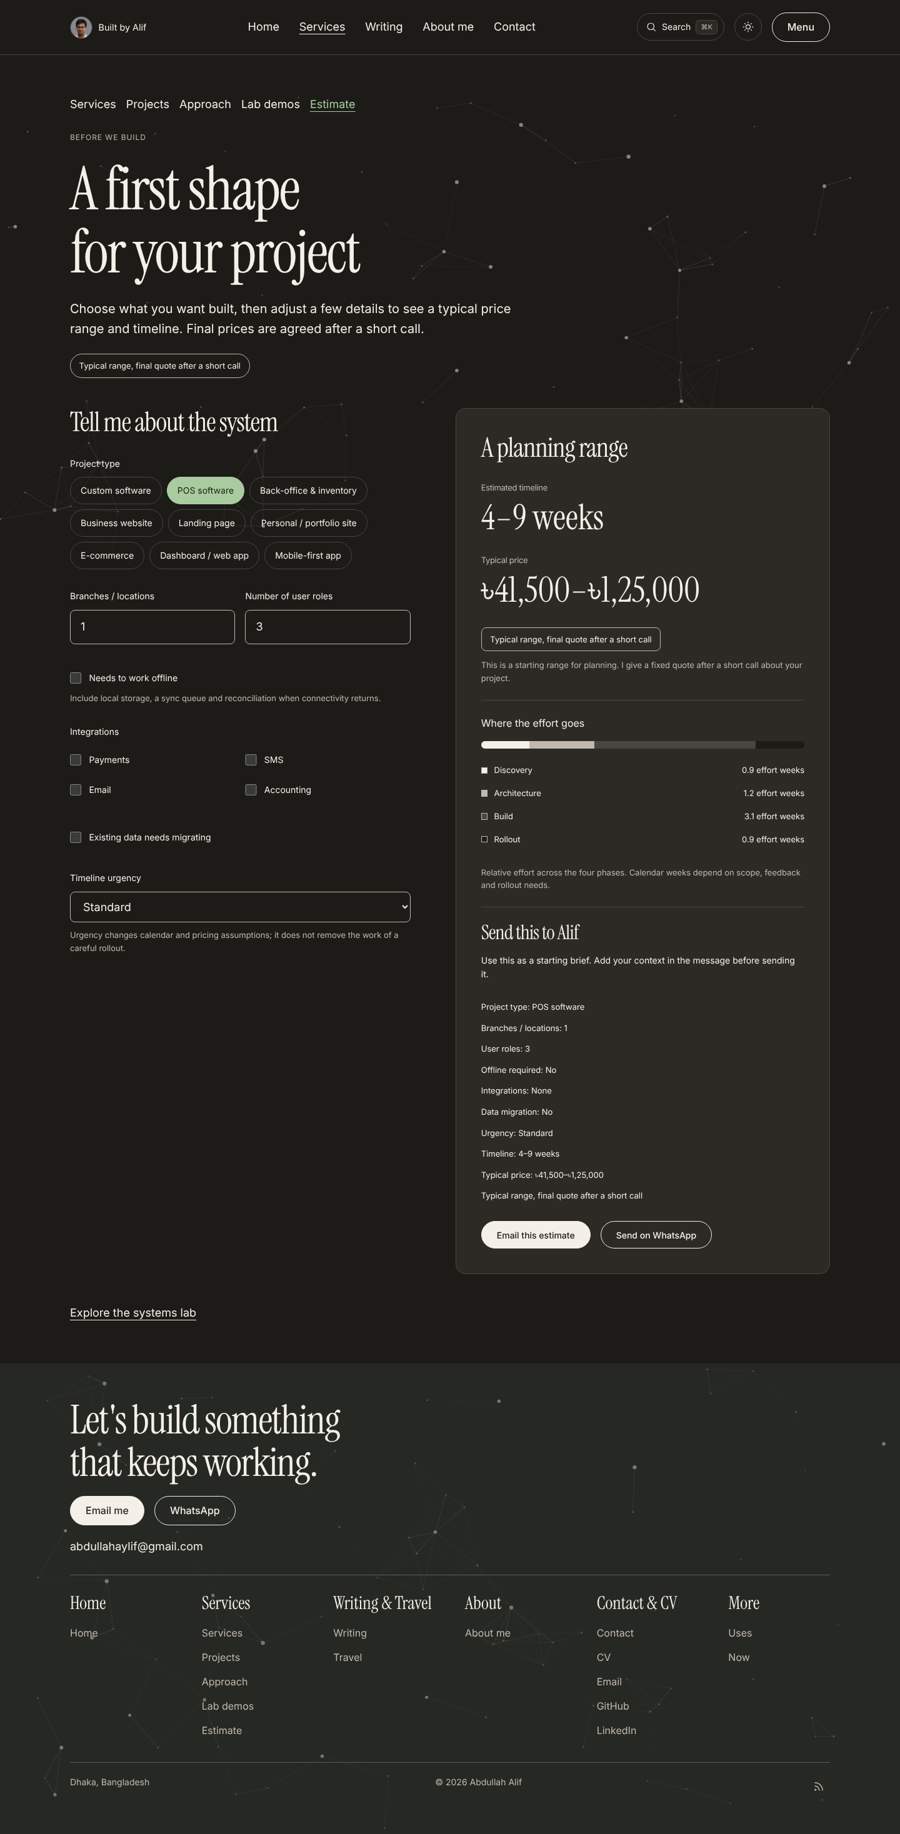 Built by Alif
Home Services Writing About me Contact
Search ⌘K
Menu
Services Projects Approach Lab demos Estimate
BEFORE WE BUILD
A first shape
for your project
Choose what you want built, then adjust a few details to see a typical price
range and timeline. Final prices are agreed after a short call.
Typical range, final quote after a short call
Tell me about the system
Project type
Custom software POS software Back-office & inventory
Business website Landing page Personal / portfolio site
E-commerce Dashboard / web app Mobile-first app
Branches / locations Number of user roles
1 3
Needs to work offline
Include local storage, a sync queue and reconciliation when connectivity returns.
Integrations
Payments SMS
Email Accounting
Existing data needs migrating
Timeline urgency
Standard
Urgency changes calendar and pricing assumptions; it does not remove the work of a
careful rollout.
A planning range
Estimated timeline
4–9 weeks
Typical price
৳41,500–৳1,25,000
Typical range, final quote after a short call
This is a starting range for planning. I give a fixed quote after a short call about your
project.
Where the effort goes
Discovery 0.9 effort weeks
Architecture 1.2 effort weeks
Build 3.1 effort weeks
Rollout 0.9 effort weeks
Relative effort across the four phases. Calendar weeks depend on scope, feedback
and rollout needs.
Send this to Alif
Use this as a starting brief. Add your context in the message before sending
it.
Project type: POS software
Branches / locations: 1
User roles: 3
Offline required: No
Integrations: None
Data migration: No
Urgency: Standard
Timeline: 4–9 weeks
Typical price: ৳41,500–৳1,25,000
Typical range, final quote after a short call
Email this estimate Send on WhatsApp
Explore the systems lab
Let's build something
that keeps working.
Email me WhatsApp
abdullahaylif@gmail.com
Home Services Writing & Travel About Contact & CV More
Home Services Writing About me Contact Uses
Projects Travel CV Now
Approach Email
Lab demos GitHub
Estimate LinkedIn
Dhaka, Bangladesh © 2026 Abdullah Alif